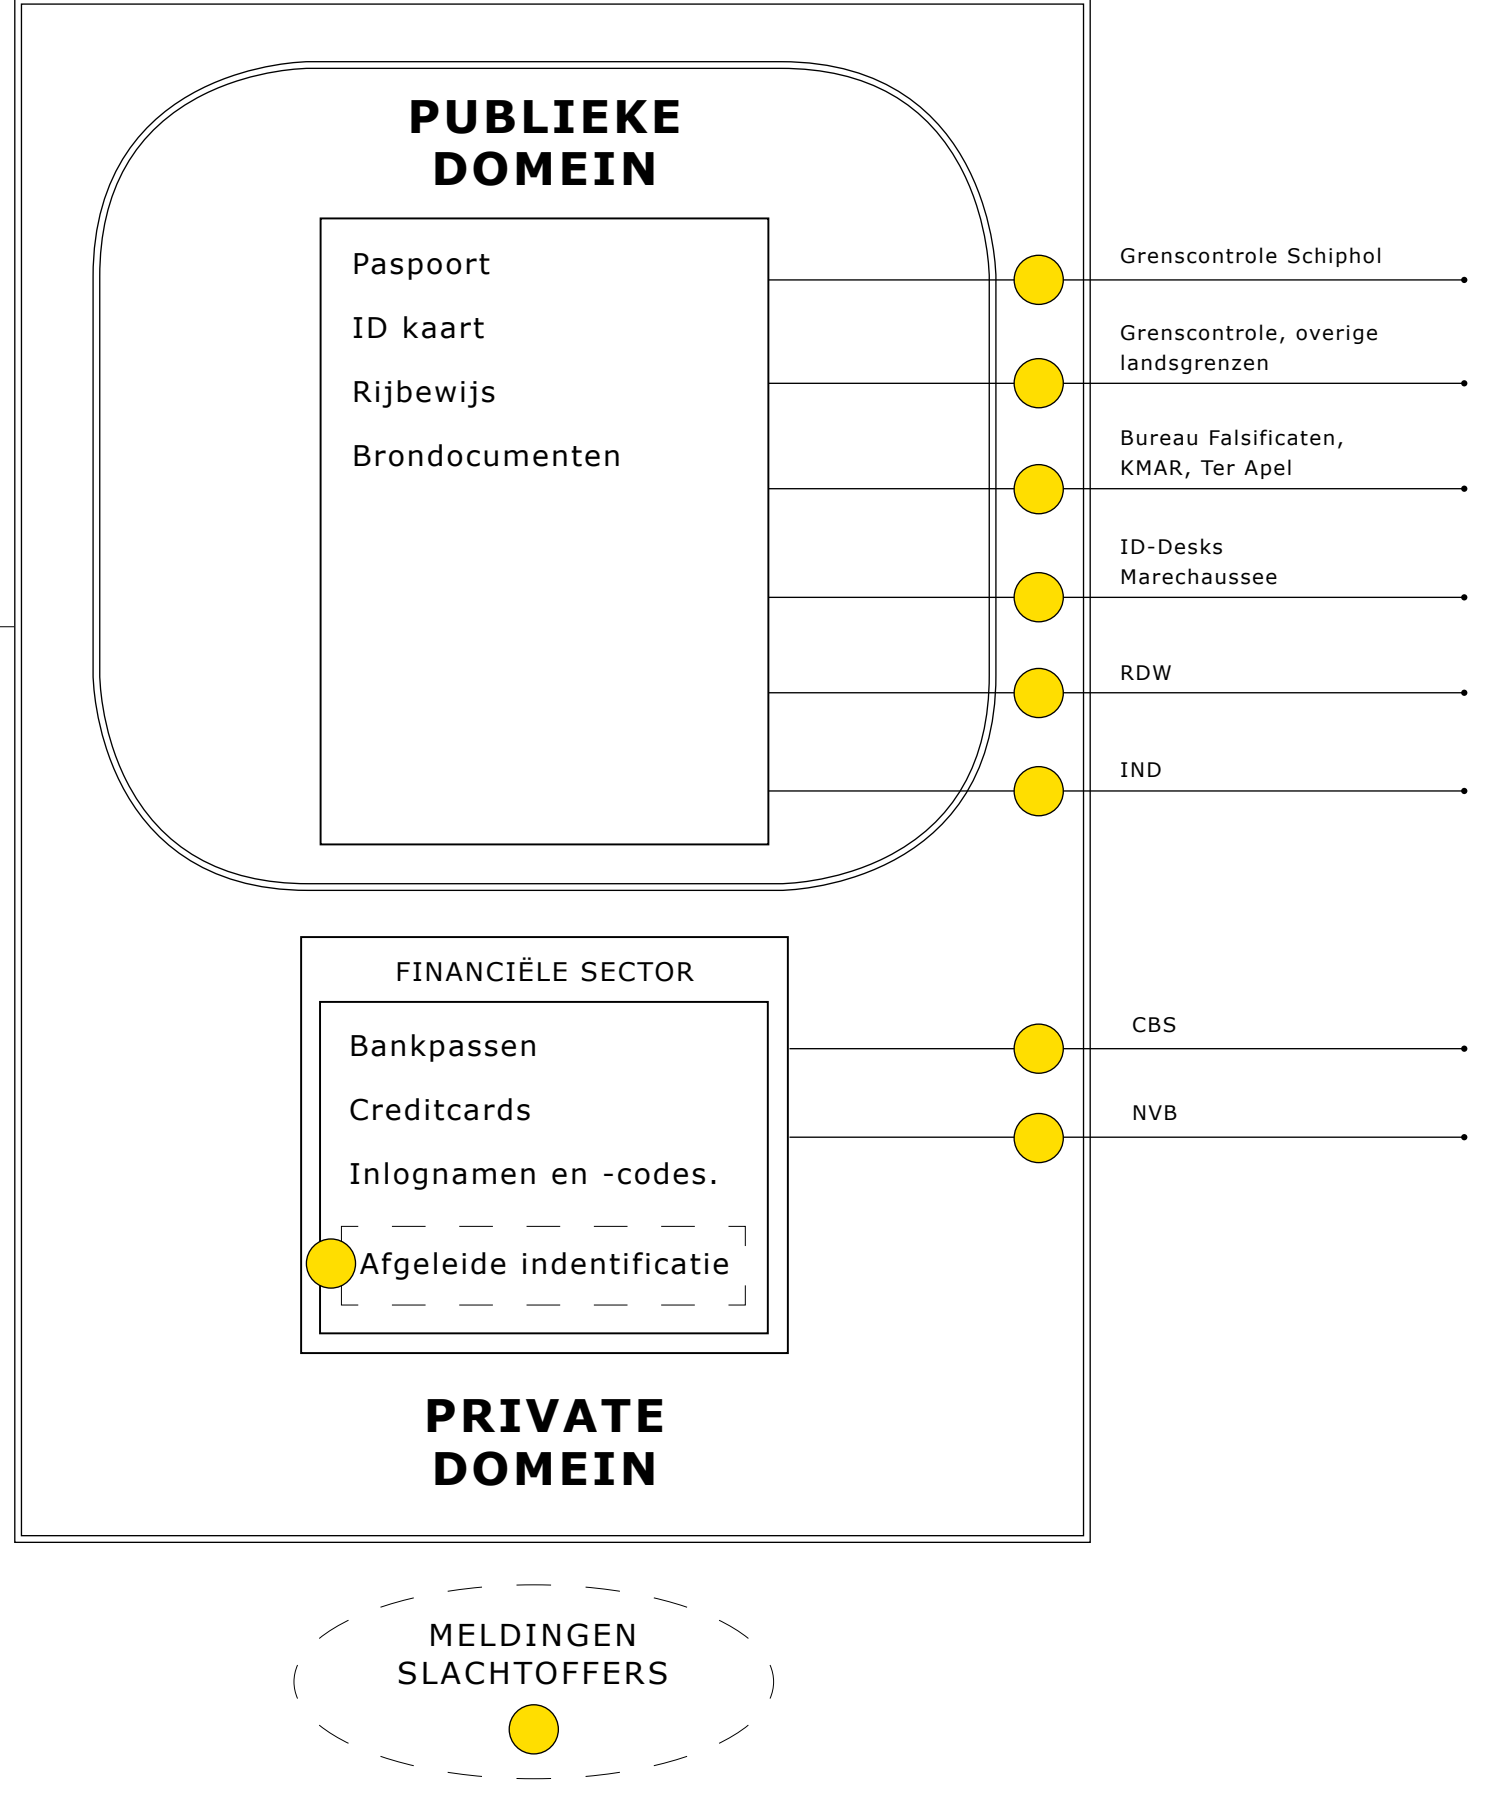 PUBLIEKE
DOMEIN
Paspoort
ID kaart
Rijbewijs
Brondocumenten
Grenscontrole Schiphol
Grenscontrole, overige
landsgrenzen
Bureau Falsificaten,
KMAR, Ter Apel
ID-Desks
Marechaussee
RDW
IND
FINANCIËLE SECTOR
Bankpassen
Creditcards
Inlognamen en -codes.
Afgeleide indentificatie
CBS
NVB
PRIVATE
DOMEIN
MELDINGEN
SLACHTOFFERS